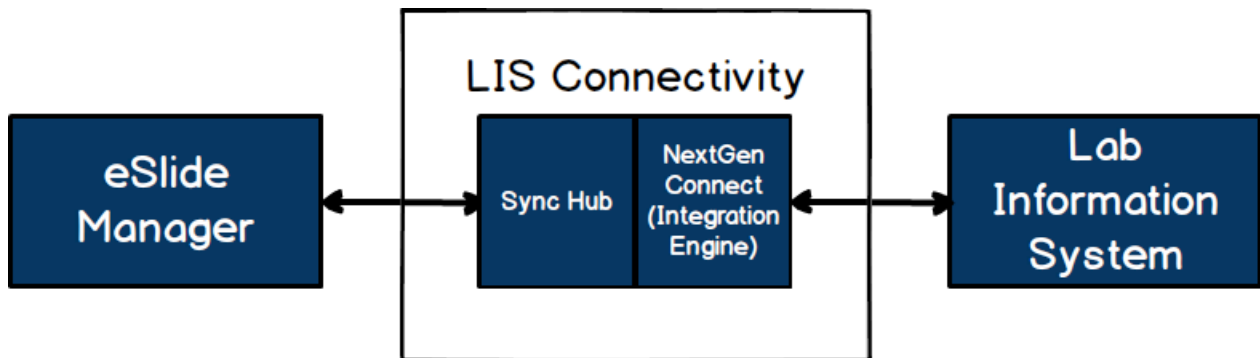 LIS Connectivity
eSlide
Manager
Sync Hub
NextGen
Connect
(Integration
Engine)
Lab
Information
System